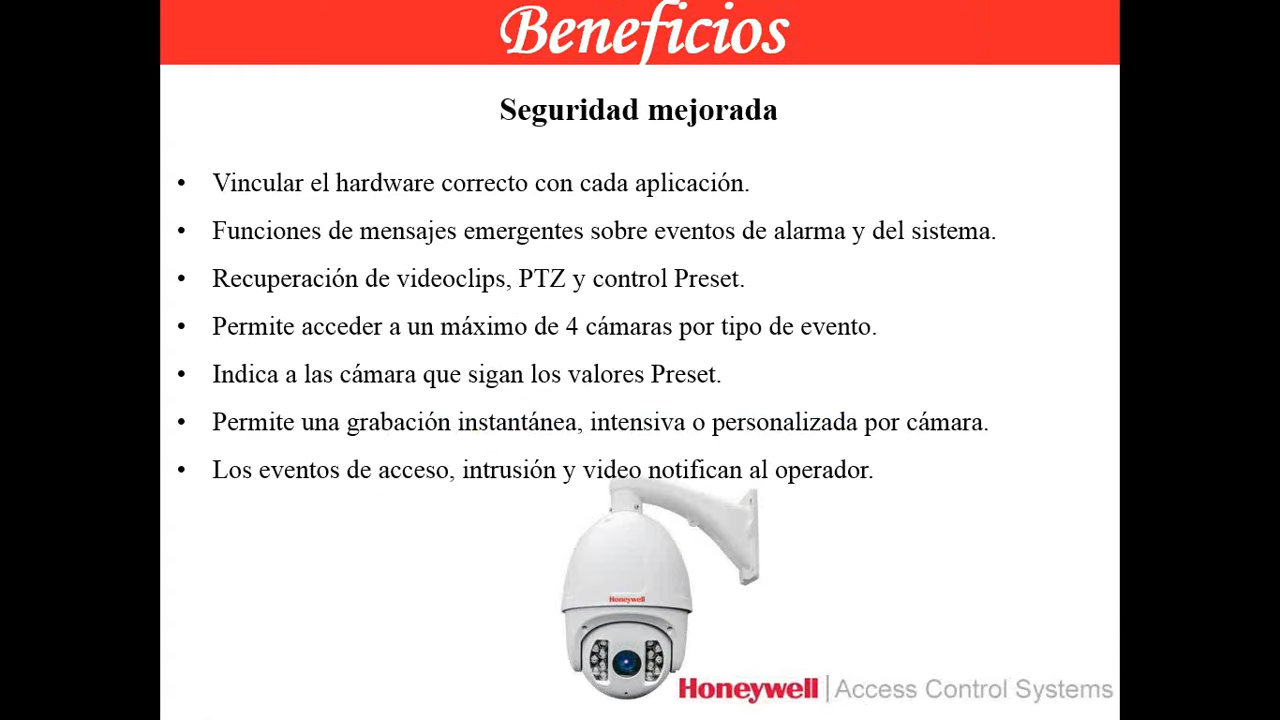 Beneficios
Seguridad mejorada
• Vincular el hardware correcto con cada aplicación.
• Funciones de mensajes emergentes sobre eventos de alarma y del sistema.
• Recuperación de videoclips, PTZ y control Preset.
• Permite acceder a un máximo de 4 cámaras por tipo de evento.
• Indica a las cámara que sigan los valores Preset.
• Permite una grabación instantánea, intensiva o personalizada por cámara.
• Los eventos de acceso, intrusión y video notifican al operador.
Honeywell
Honeywell | Access Control Systems